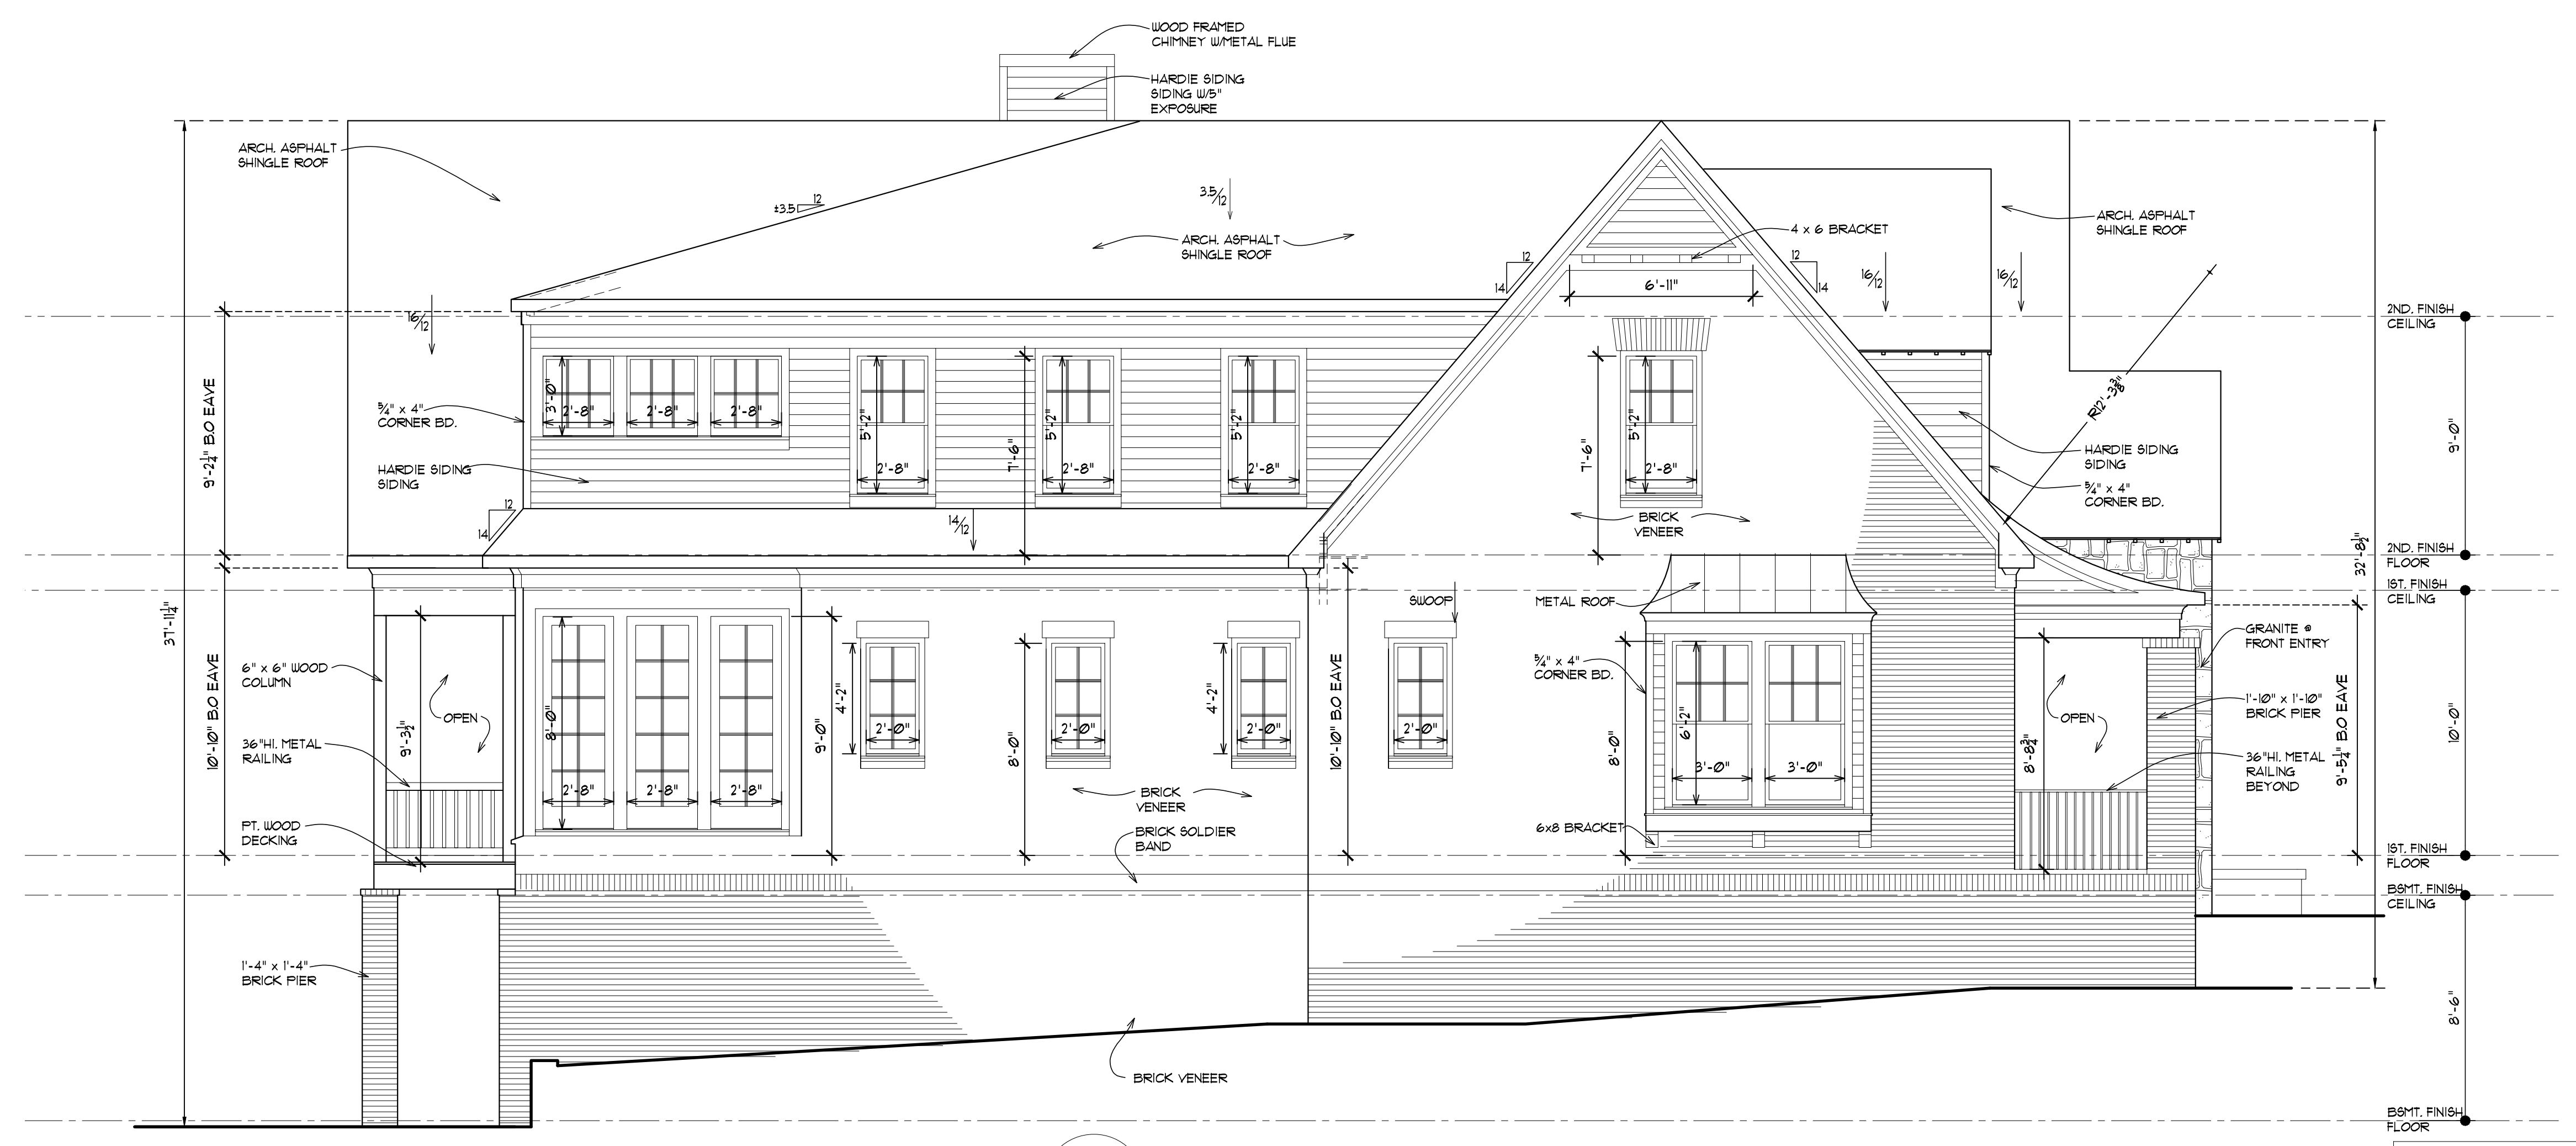 WOOD FRAMED
CHIMNEY W/METAL FLUE
HARDIE SIDING
SIDING W/5"
EXPOSURE
ARCH. ASPHALT
SHINGLE ROOF
±3.5
12
3.5/12
ARCH. ASPHALT
SHINGLE ROOF
4 x 6 BRACKET
ARCH. ASPHALT
SHINGLE ROOF
12
14
12
14
6'-11"
16/12
16/12
16/12
2ND. FINISH
CEILING
R12'-3 3/8"
9'-2 1/4" B.O EAVE
5/4" x 4"
CORNER BD.
HARDIE SIDING
SIDING
3'-0"
2'-8"
2'-8"
2'-8"
5'-2"
2'-8"
7'-6"
5'-2"
2'-8"
5'-2"
2'-8"
7'-6"
5'-2"
2'-8"
BRICK
VENEER
HARDIE SIDING
SIDING
5/4" x 4"
CORNER BD.
9'-0"
12
14
14/12
2ND. FINISH
FLOOR
32'-8 1/2"
1ST. FINISH
CEILING
37'-11 1/4"
10'-10" B.O EAVE
6" x 6" WOOD
COLUMN
OPEN
9'-3 1/2"
36"HI. METAL
RAILING
PT. WOOD
DECKING
8'-0"
2'-8"
2'-8"
2'-8"
9'-0"
4'-2"
2'-0"
8'-0"
2'-0"
4'-2"
2'-0"
10'-10" B.O EAVE
SWOOP
2'-0"
METAL ROOF
5/4" x 4"
CORNER BD.
8'-0"
6'-2"
3'-0"
3'-0"
6x8 BRACKET
BRICK
VENEER
BRICK SOLDIER
BAND
8'-8 3/4"
OPEN
GRANITE @
FRONT ENTRY
1'-10" x 1'-10"
BRICK PIER
36"HI. METAL
RAILING
BEYOND
9'-5 1/4" B.O EAVE
10'-0"
1ST. FINISH
FLOOR
BSMT. FINISH
CEILING
1'-4" x 1'-4"
BRICK PIER
BRICK VENEER
8'-6"
BSMT. FINISH
FLOOR